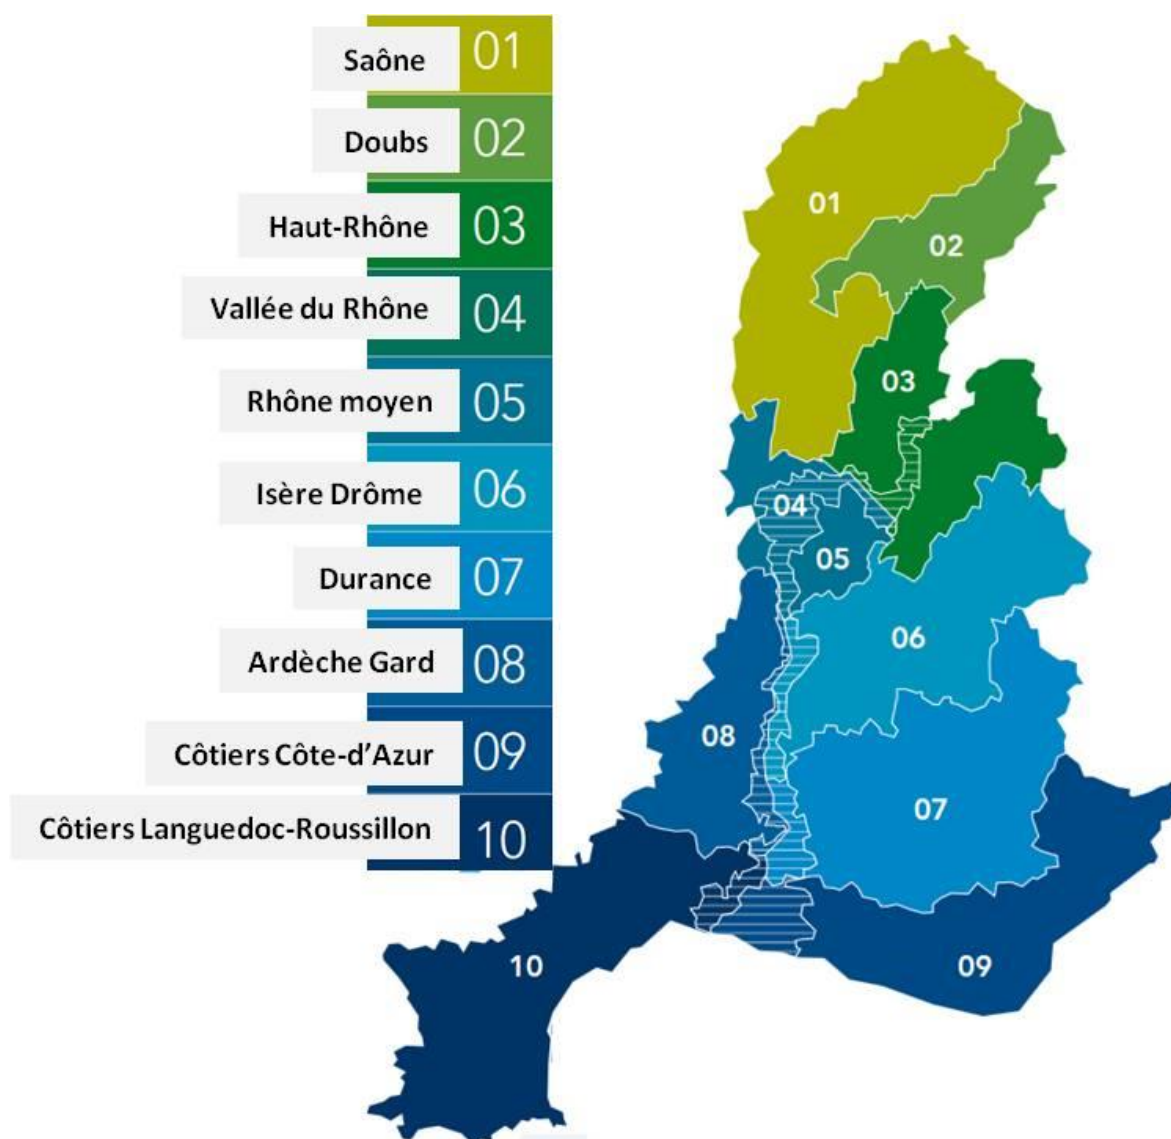 Saône 01
Doubs 02
Haut-Rhône 03
Vallée du Rhône 04
Rhône moyen 05
Isère Drôme 06
Durance 07
Ardèche Gard 08
Côtiers Côte-d’Azur 09
Côtiers Languedoc-Roussillon 10
01
02
03
04
05
06
08
07
10
09